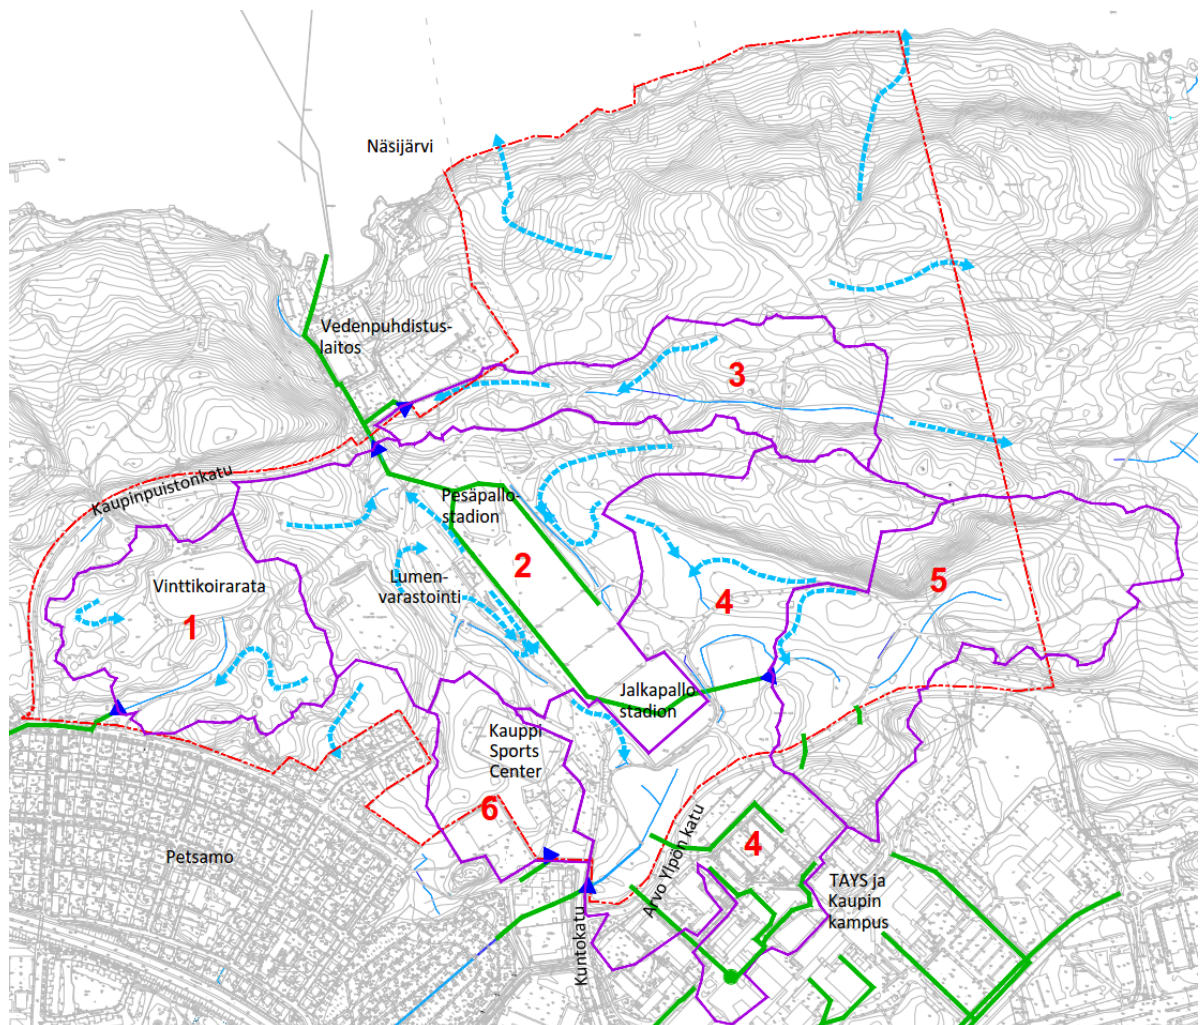 Näsijärvi
Vedenpuhdistus-
laitos
3
Kaupinpuistonkatu
Pesäpallo-
stadion
2
Vinttikoirarata
Lumen-
varastointi
5
4
1
Jalkapallo
stadion
Kauppi
Sports
Center
6
Arvo Ylpön katu
4
Petsamo
TAYS ja
Kaupin
kampus
Kuntokatu